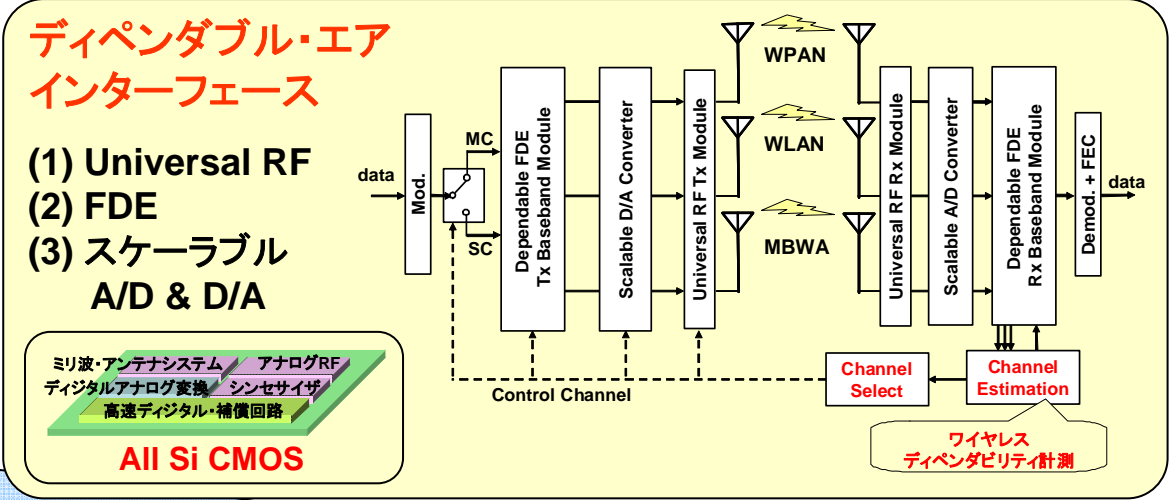 ディペンダブル・エア
インターフェース
(1) Universal RF
(2) FDE
(3) スケーラブル
A/D & D/A
ミリ波・アンテナシステム
アナログRF
ディジタルアナログ変換
シンセサイザ
高速ディジタル・補償回路
All Si CMOS
data
Mod.
MC
SC
Dependable FDE
Tx Baseband Module
Scalable D/A Converter
Universal RF Tx Module
WPAN
WLAN
MBWA
Universal RF Rx Module
Scalable A/D Converter
Dependable FDE
Rx Baseband Module
Demod. + FEC
data
Control Channel
Channel
Select
Channel
Estimation
ワイヤレス
ディペンダビリティ計測